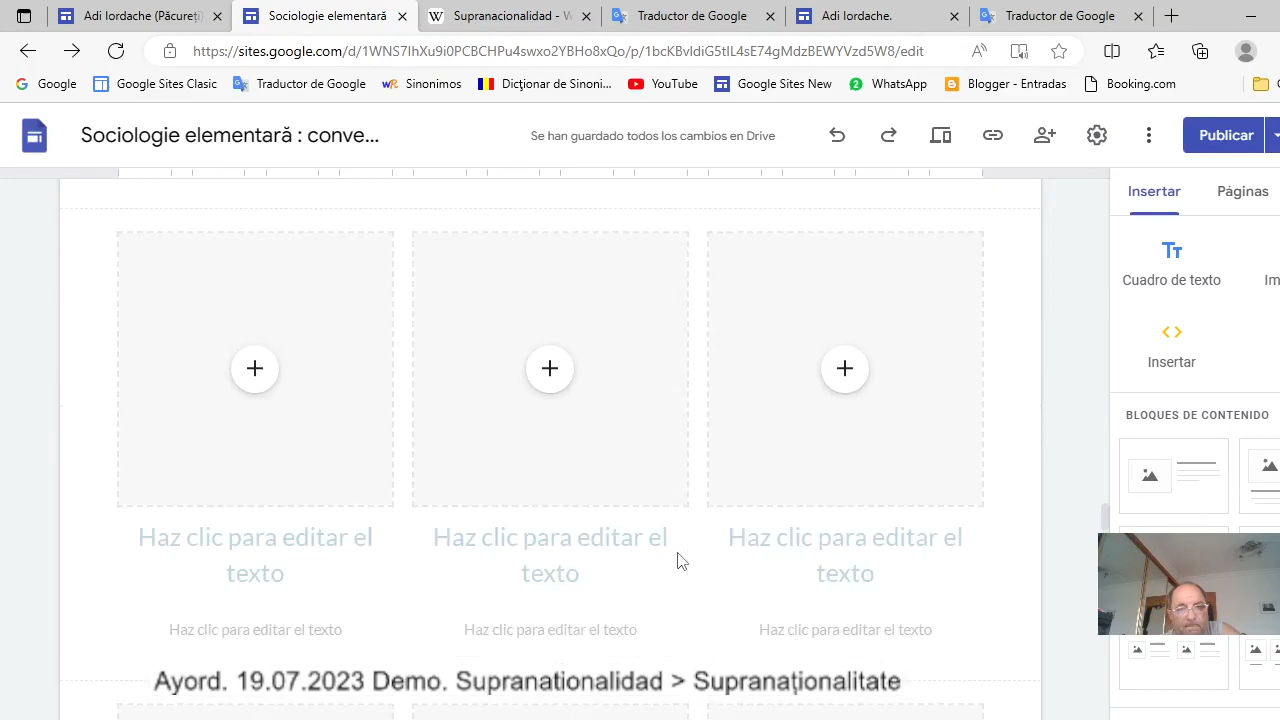 Adi Iordache (Păcureț
Sociologie elementară
Supranacionalidad - W
Traductor de Google
Adi Iordache.
Traductor de Google
https://sites.google.com/d/1WNS7lhXu9i0PCBCHPu4swxo2YBHo8xQo/p/1bcKBvldiG5tlL4sE74gMdzBEWYVzd5W8/edit
Google
Google Sites Clasic
Traductor de Google
Sinonimos
Dicţionar de Sinoni...
YouTube
Google Sites New
WhatsApp
Blogger - Entradas
Booking.com
Sociologie elementară : conve...
Se han guardado todos los cambios en Drive
Publicar
Insertar
Páginas
Cuadro de texto
Im
Insertar
BLOQUES DE CONTENIDO
Haz clic para editar el
texto
Haz clic para editar el texto
Haz clic para editar el
texto
Haz clic para editar el texto
Haz clic para editar el
texto
Haz clic para editar el texto
Ayord. 19.07.2023 Demo. Supranationalidad > Supranaționalitate